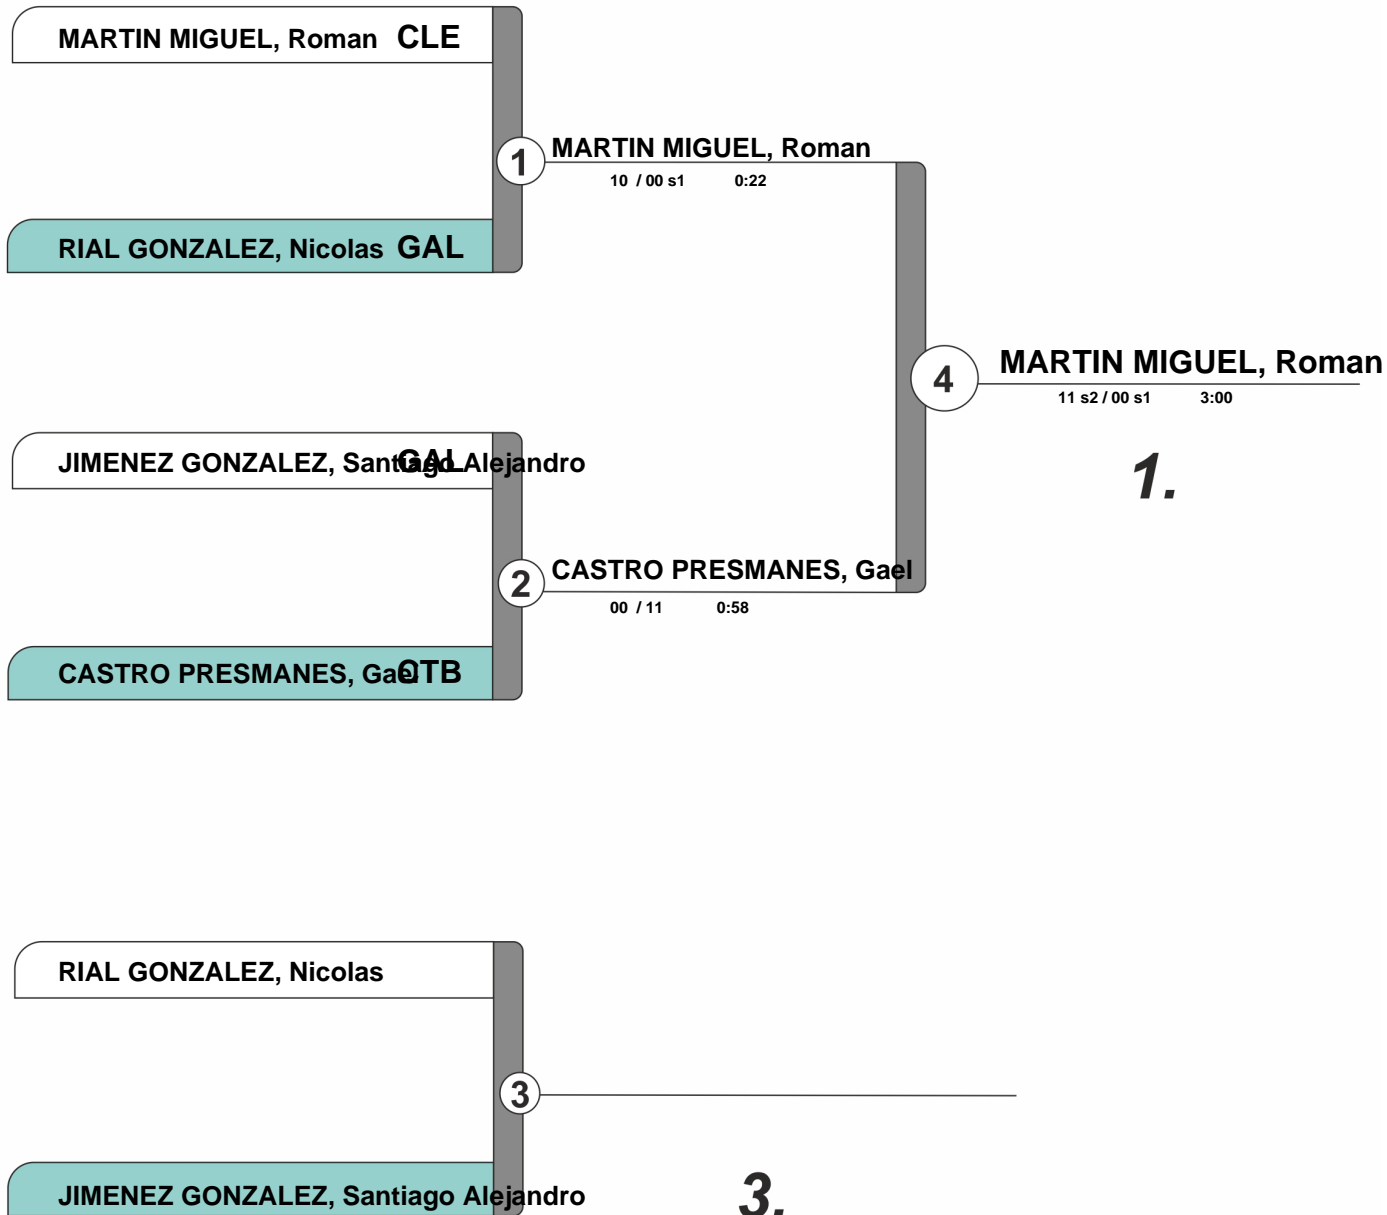 MARTIN MIGUEL, Roman CLE
1 MARTIN MIGUEL, Roman
10 / 00 s1 0:22
RIAL GONZALEZ, Nicolas GAL
4 MARTIN MIGUEL, Roman
11 s2 / 00 s1 3:00
1.
JIMENEZ GONZALEZ, Santiago Alejandro GAL
2 CASTRO PRESMANES, Gael
00 / 11 0:58
CASTRO PRESMANES, Gael CTB
RIAL GONZALEZ, Nicolas
3
JIMENEZ GONZALEZ, Santiago Alejandro
3.